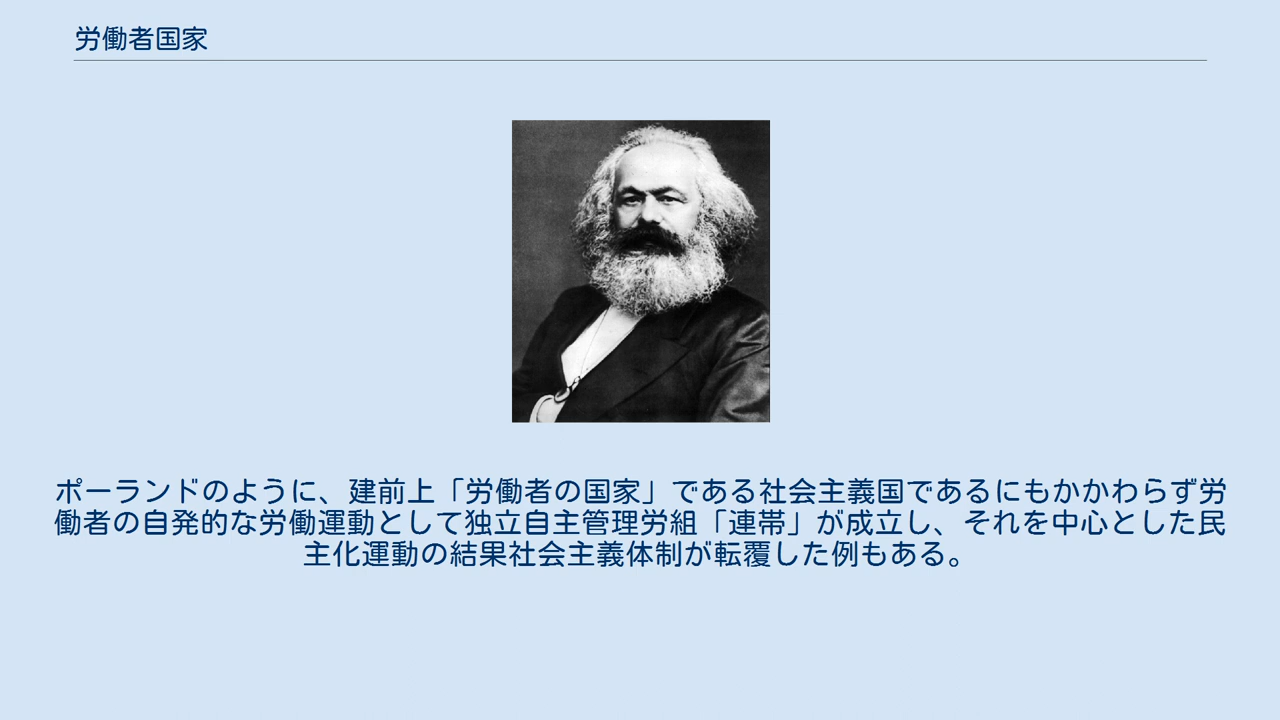 労働者国家
ポーランドのように、建前上「労働者の国家」である社会主義国であるにもかかわらず労
働者の自発的な労働運動として独立自主管理労組「連帯」が成立し、それを中心とした民
主化運動の結果社会主義体制が転覆した例もある。